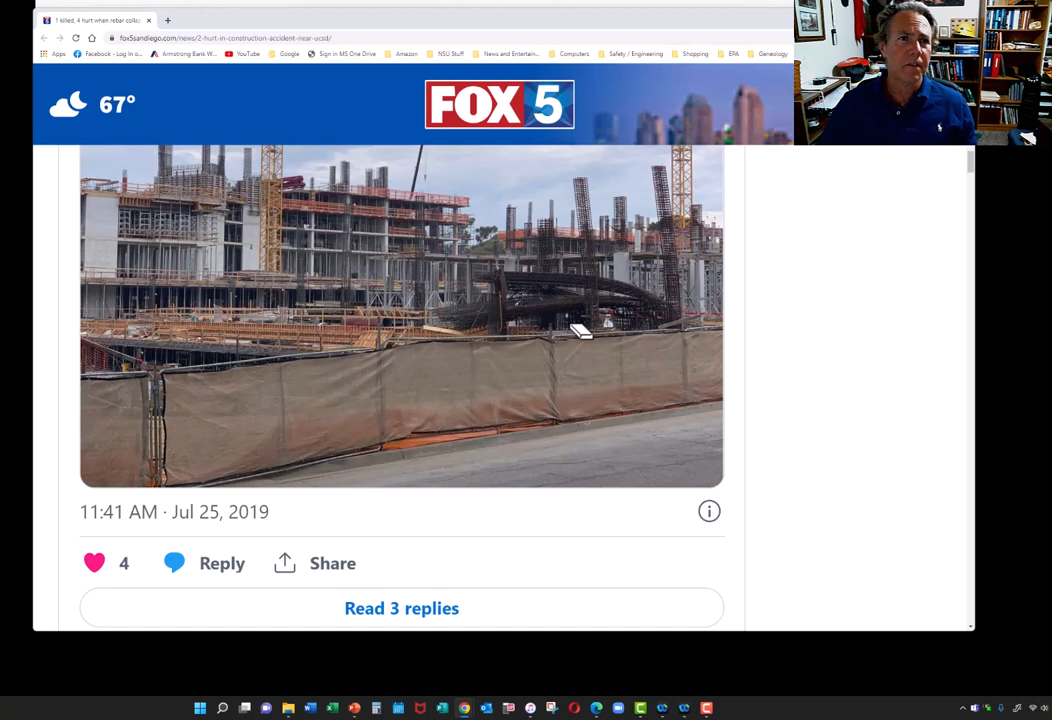 1 killed, 4 hurt when rebar collap
fox5sandiego.com/news/2-hurt-in-construction-accident-near-ucsd/
Apps Facebook - Log In o Armstrong Bank W... YouTube Google Sign in MS One Drive Amazon NSU Stuff News and Entertain... Computers Safety / Engineering Shopping EPA Geneology
67°
FOX 5
11:41 AM · Jul 25, 2019
4 Reply Share
Read 3 replies